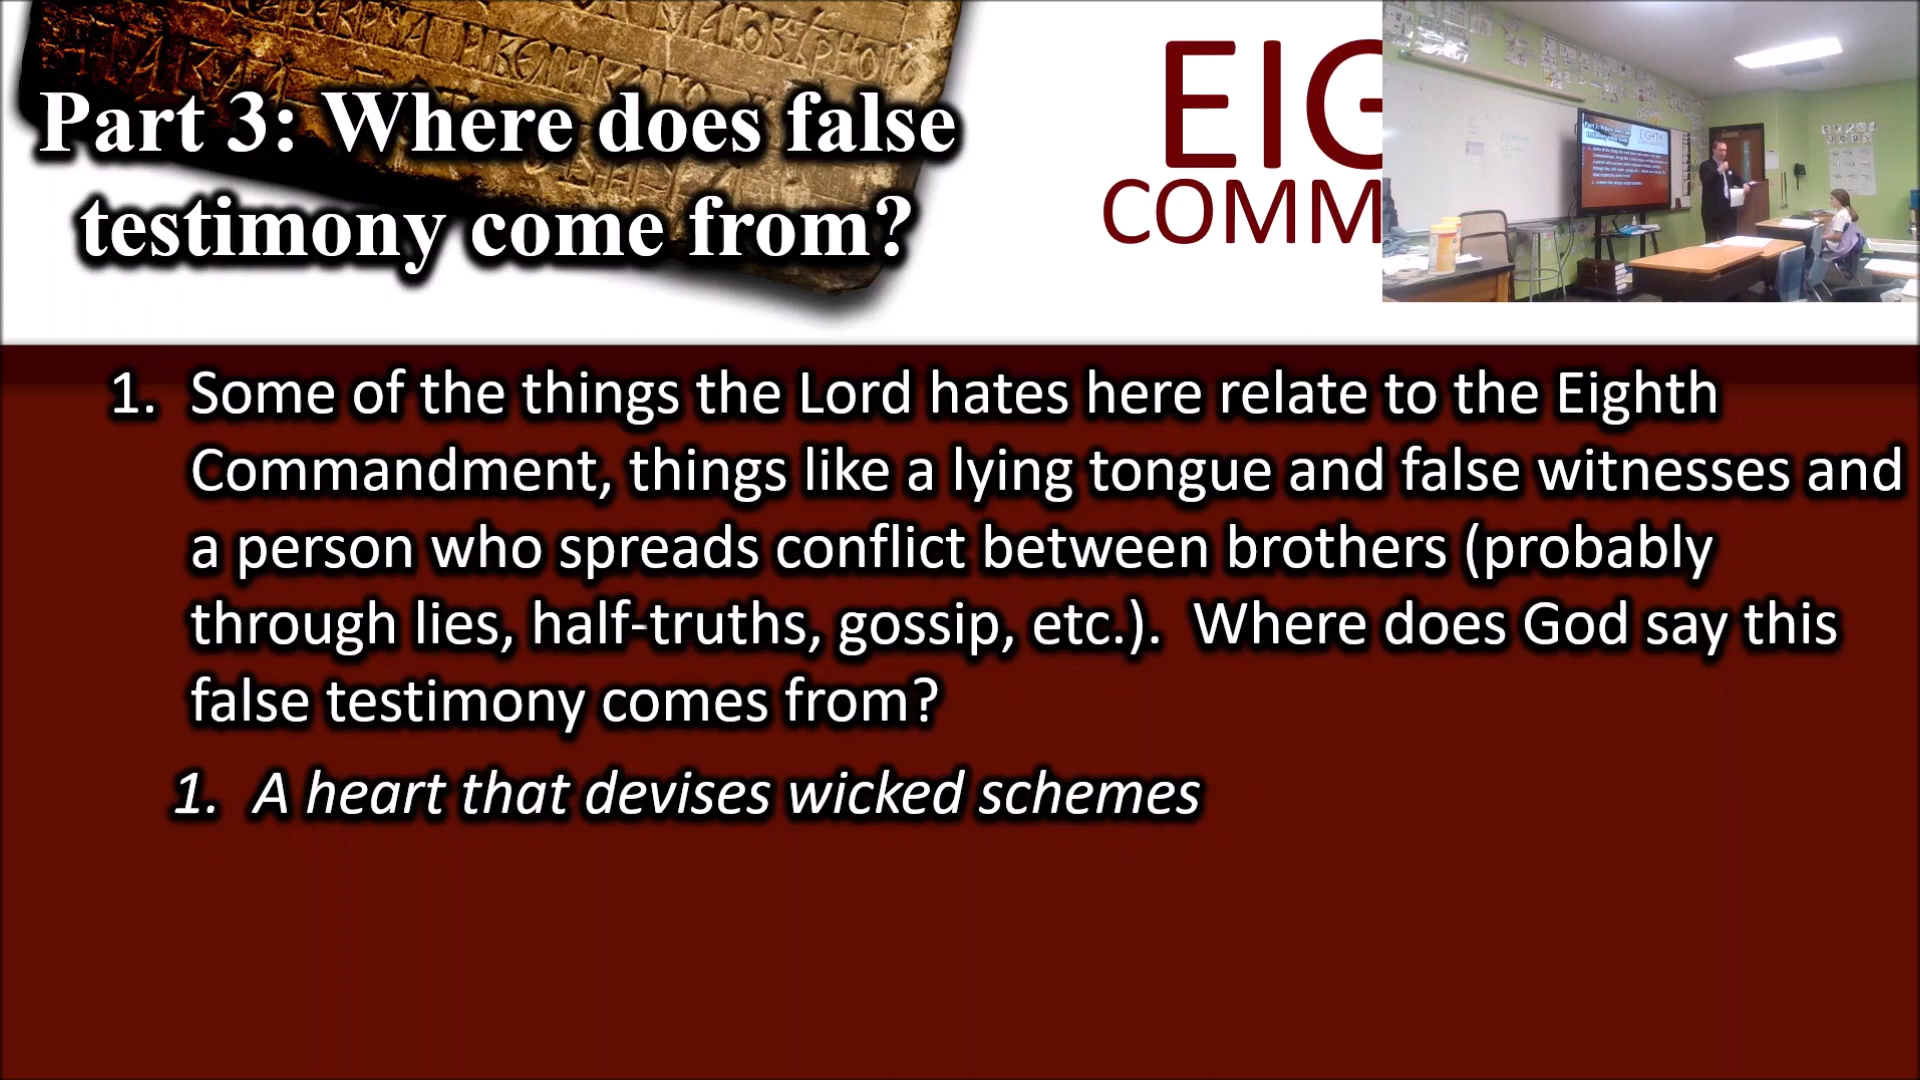 Part 3: Where does false
testimony come from?
EIG
COMM
1. Some of the things the Lord hates here relate to the Eighth
Commandment, things like a lying tongue and false witnesses and
a person who spreads conflict between brothers (probably
through lies, half-truths, gossip, etc.). Where does God say this
false testimony comes from?
1. A heart that devises wicked schemes
EIGHTH